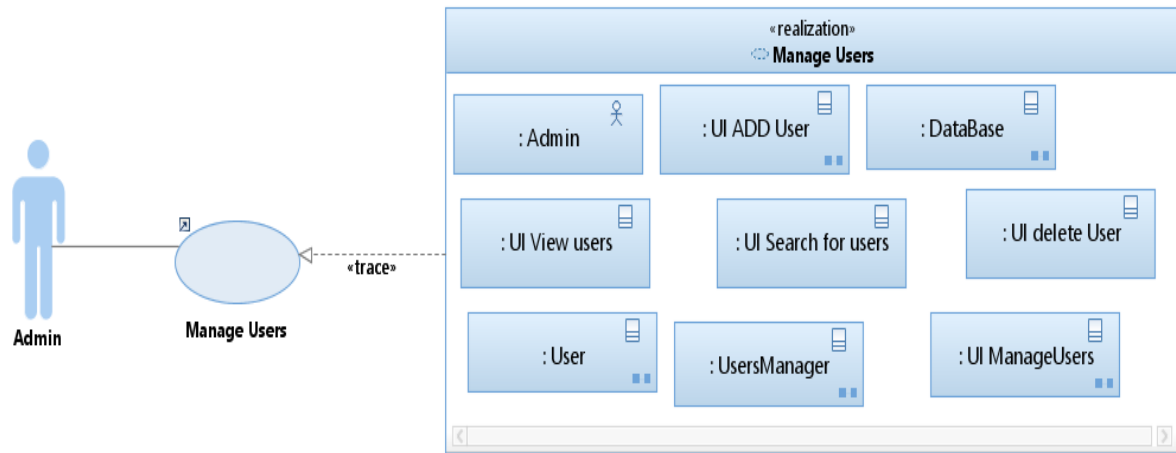 «realization»
Manage Users
: Admin
: UI ADD User
: DataBase
: UI View users
: UI Search for users
: UI delete User
«trace»
Admin
Manage Users
: User
: UsersManager
: UI ManageUsers